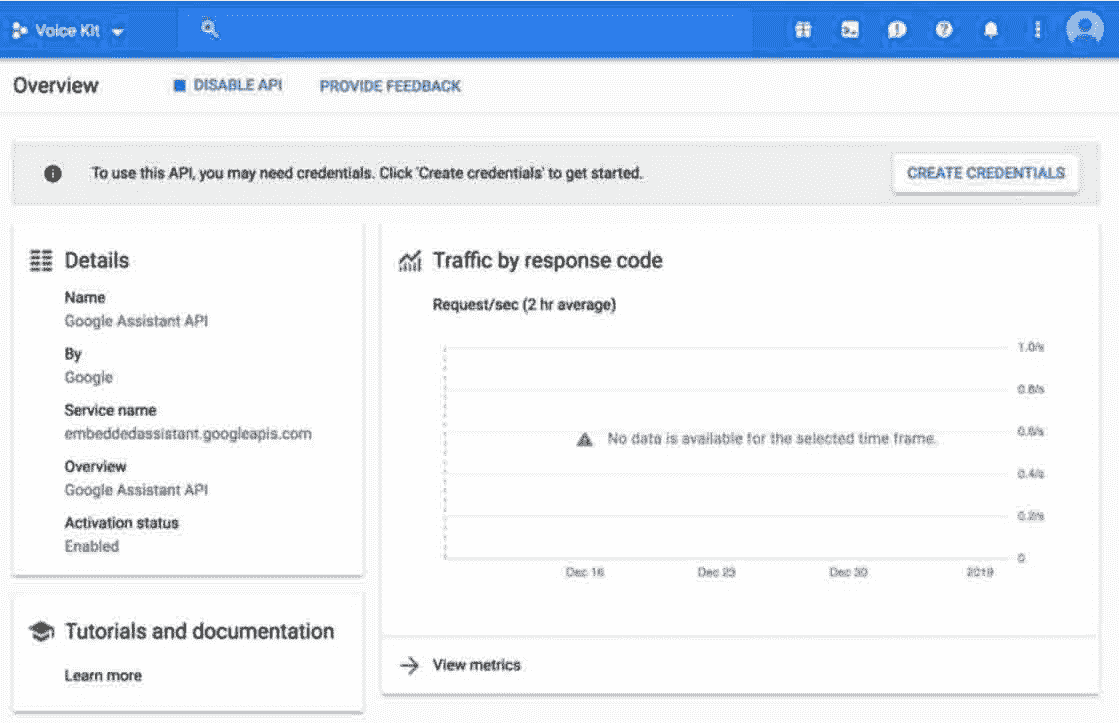 Voice Kit
Overview
DISABLE API
PROVIDE FEEDBACK
To use this API, you may need credentials. Click 'Create credentials' to get started.
CREATE CREDENTIALS
Details
Name
Google Assistant API
By
Google
Service name
embeddedassistant.googleapis.com
Overview
Google Assistant API
Activation status
Enabled
Tutorials and documentation
Learn more
Traffic by response code
Request/sec (2 hr average)
1.0/s
0.8/s
0.6/s
0.4/s
0.2/s
0
No data is available for the selected time frame.
Dec 16
Dec 23
Dec 30
2019
View metrics